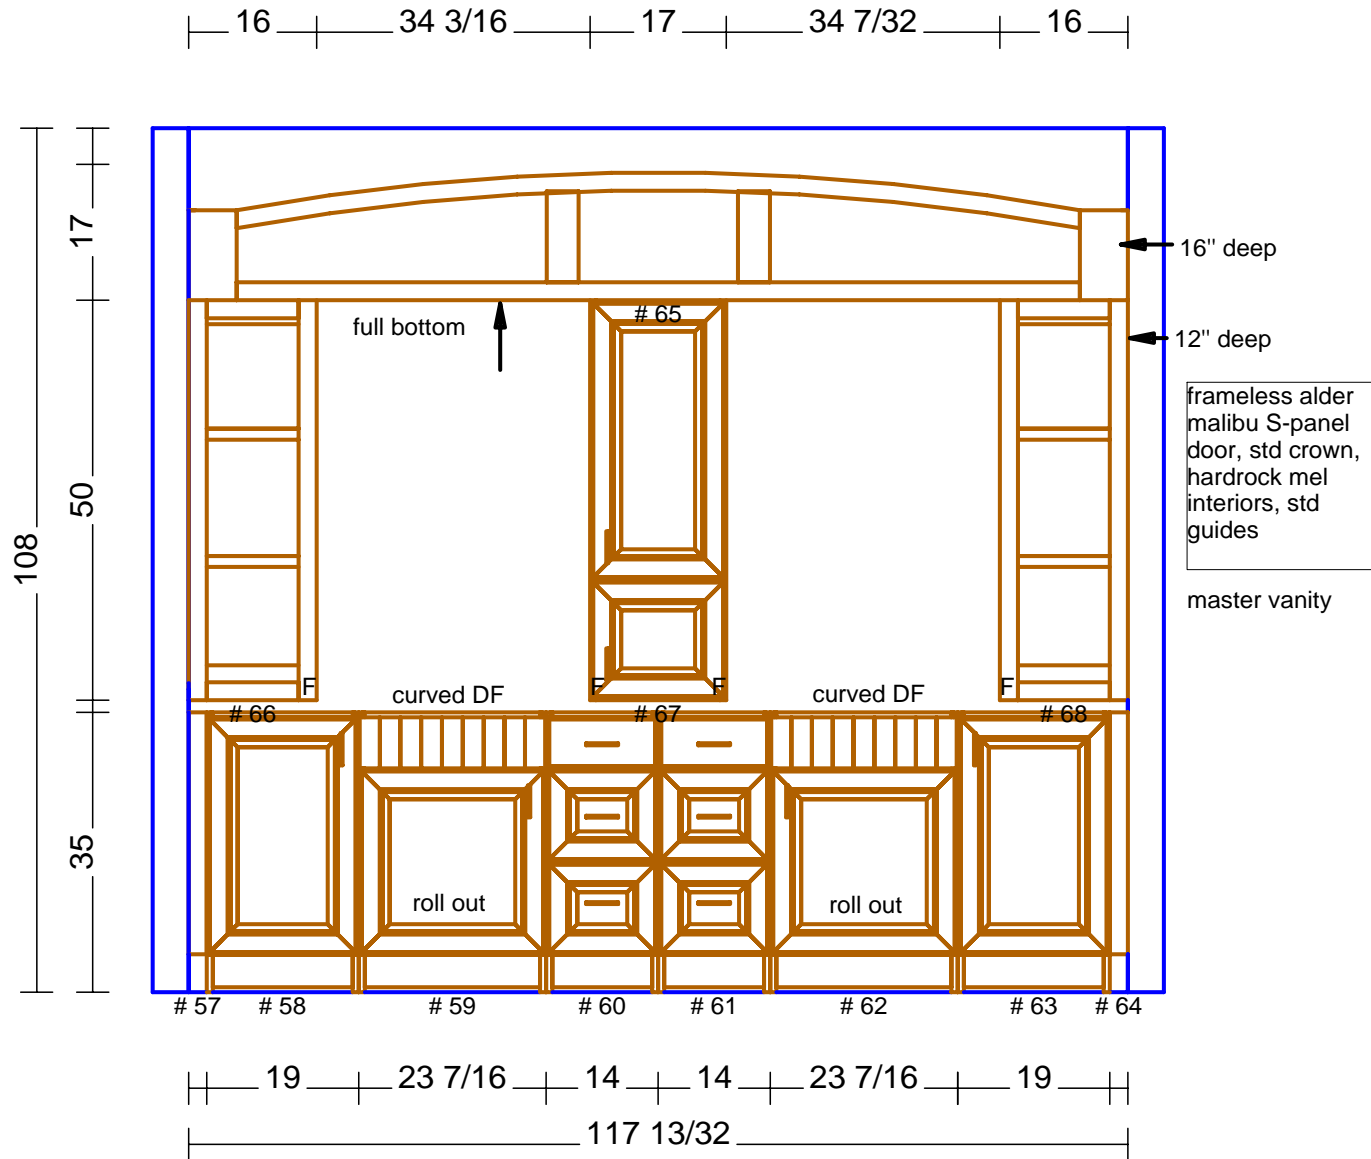 16 34 3/16 17 34 7/32 16
17
16" deep
full bottom
# 65
12" deep
frameless alder
malibu S-panel
door, std crown,
hardrock mel
interiors, std
guides
50
108
master vanity
F F F F
curved DF curved DF
# 66 # 67 # 68
35
roll out roll out
# 57 # 58 # 59 # 60 # 61 # 62 # 63 # 64
19 23 7/16 14 14 23 7/16 19
117 13/32